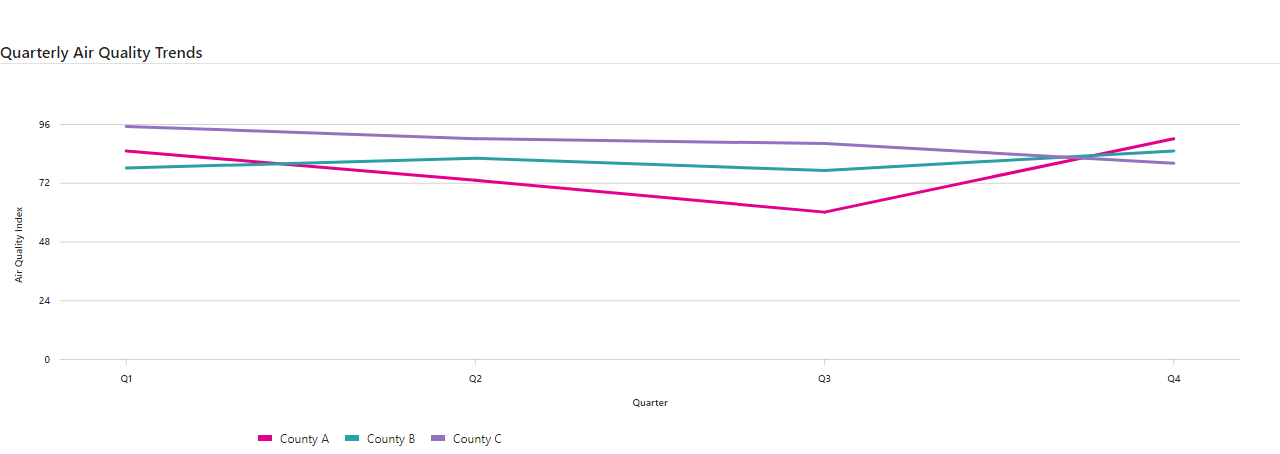 Quarterly Air Quality Trends
96
72
48
24
0
Air Quality Index
Q1 Q2 Q3 Q4
Quarter
County A County B County C